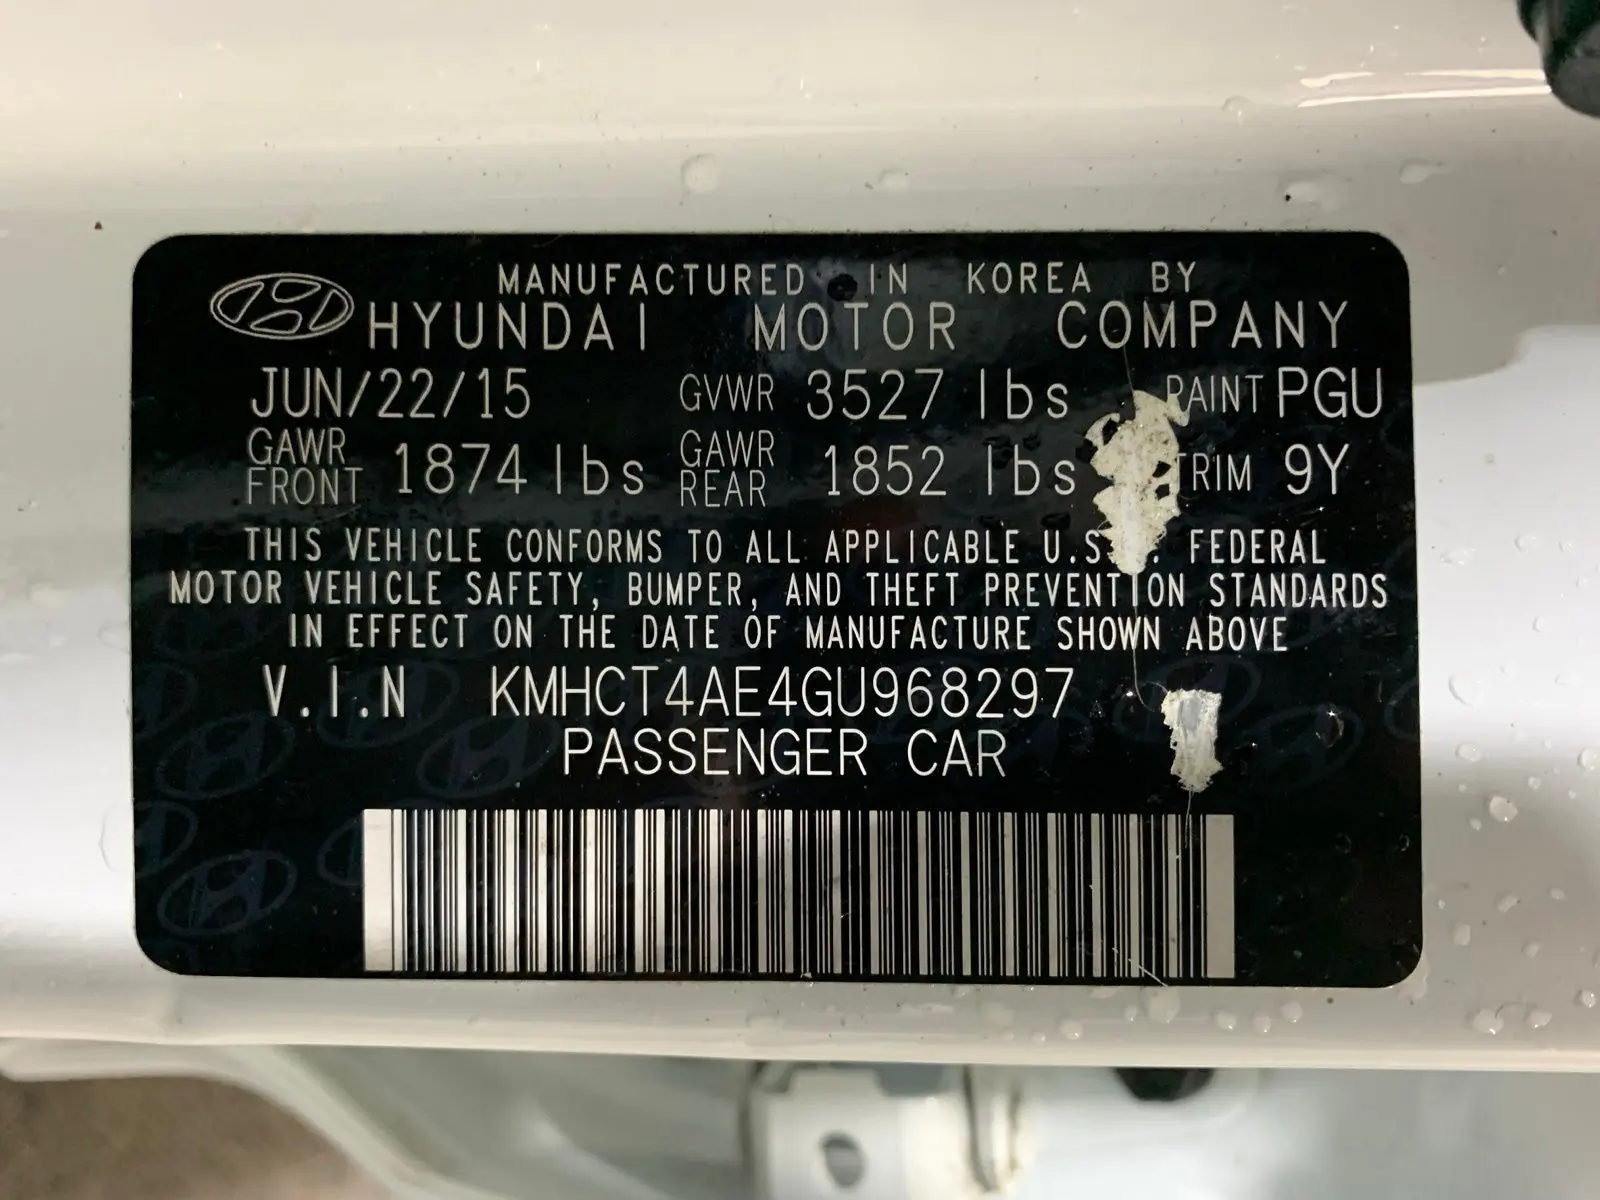 MANUFACTURED IN KOREA BY
HYUNDAI MOTOR COMPANY
JUN/22/15 GVWR 3527 lbs PAINT PGU
GAWR FRONT 1874 lbs GAWR REAR 1852 lbs TRIM 9Y
THIS VEHICLE CONFORMS TO ALL APPLICABLE U.S. FEDERAL
MOTOR VEHICLE SAFETY, BUMPER, AND THEFT PREVENTION STANDARDS
IN EFFECT ON THE DATE OF MANUFACTURE SHOWN ABOVE
V.I.N KMHCT4AE4GU968297
PASSENGER CAR